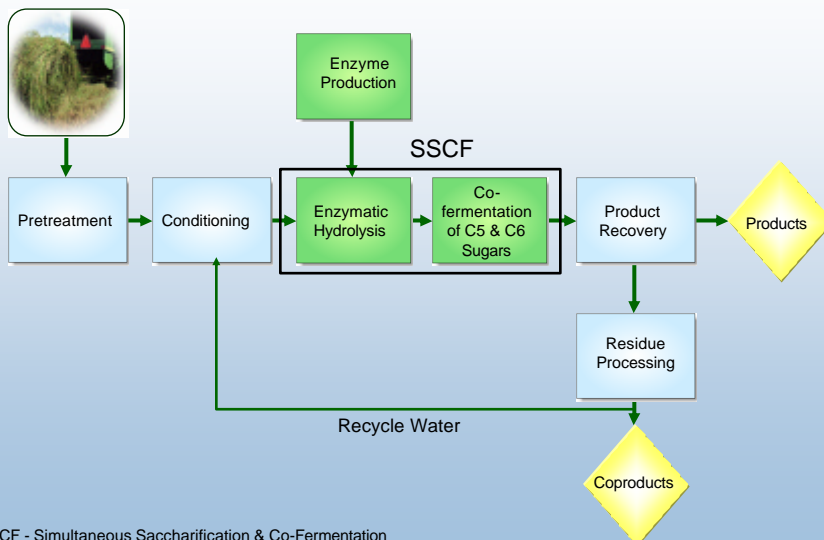 Enzyme
Production
SSCF
Pretreatment
Conditioning
Enzymatic
Hydrolysis
Co-
fermentation
of C5 & C6
Sugars
Product
Recovery
Products
Residue
Processing
Recycle Water
Coproducts
CF - Simultaneous Saccharification & Co-Fermentation